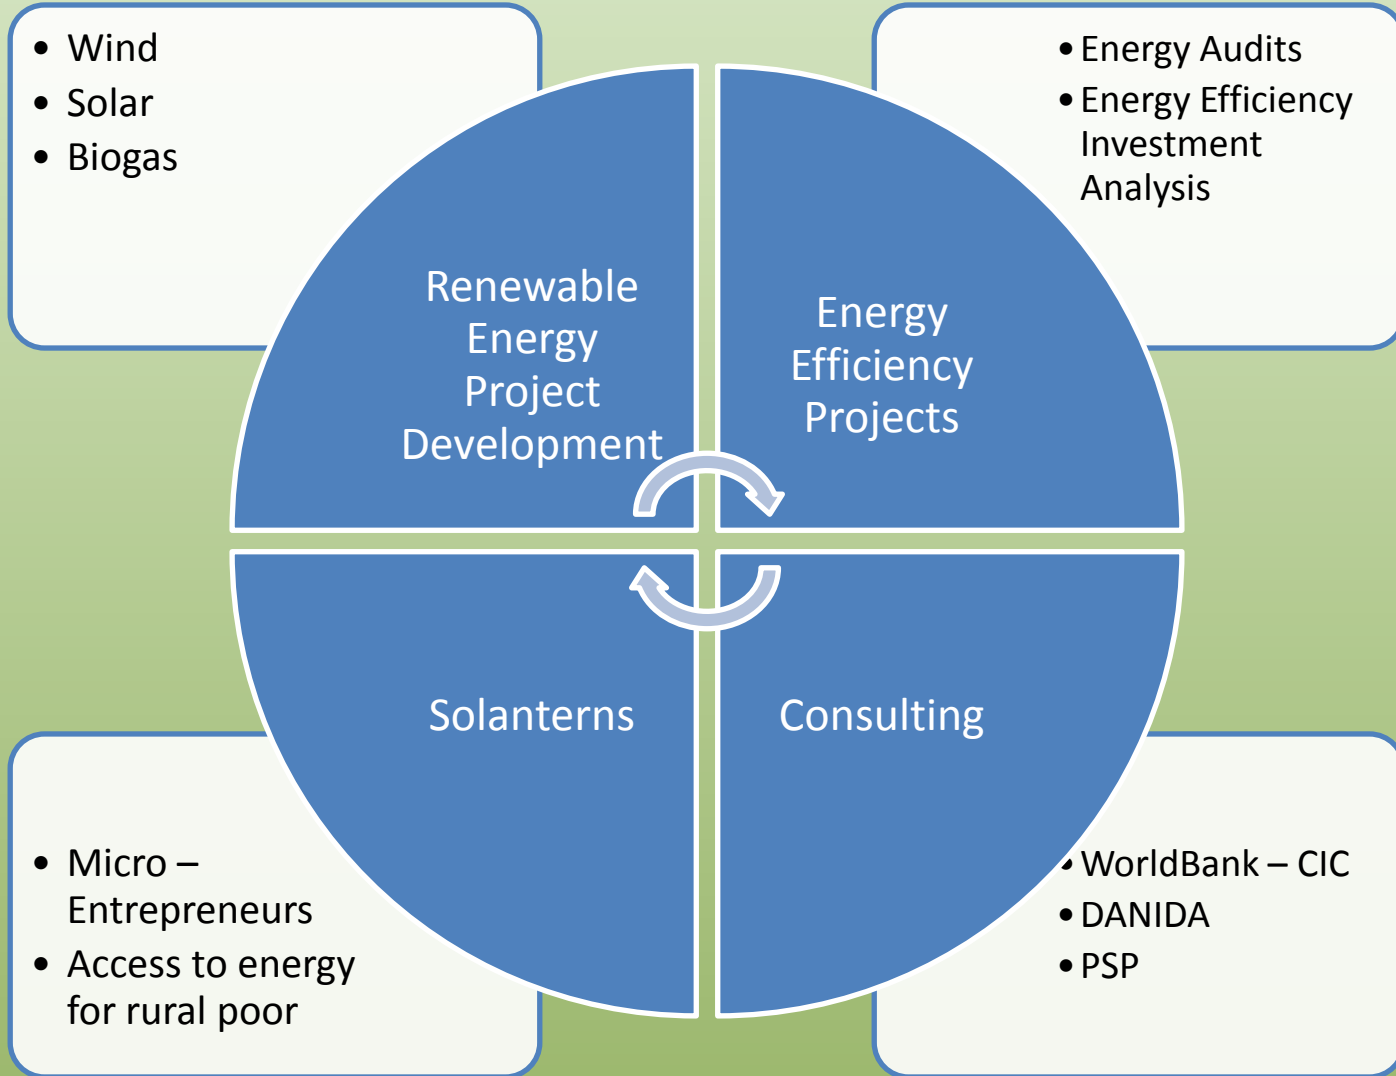 • Wind
• Solar
• Biogas
• Energy Audits
• Energy Efficiency
Investment
Analysis
Renewable
Energy
Project
Development
Energy
Efficiency
Projects
Solanterns
Consulting
• Micro –
Entrepreneurs
• Access to energy
for rural poor
• WorldBank – CIC
• DANIDA
• PSP